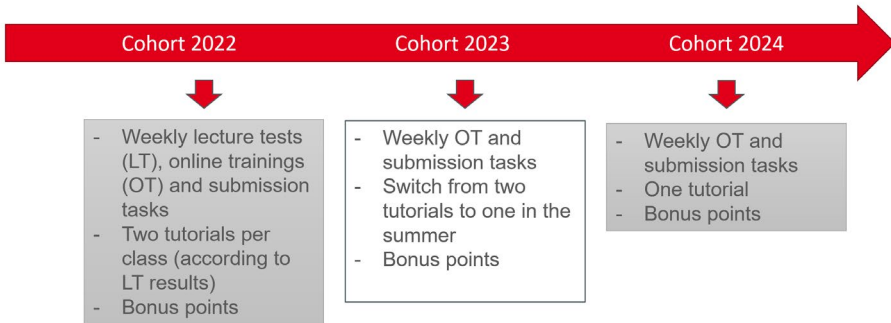 Cohort 2022
Cohort 2023
Cohort 2024
- Weekly lecture tests
(LT), online trainings
(OT) and submission
tasks
- Two tutorials per
class (according to
LT results)
- Bonus points
- Weekly OT and
submission tasks
- Switch from two
tutorials to one in the
summer
- Bonus points
- Weekly OT and
submission tasks
- One tutorial
- Bonus points